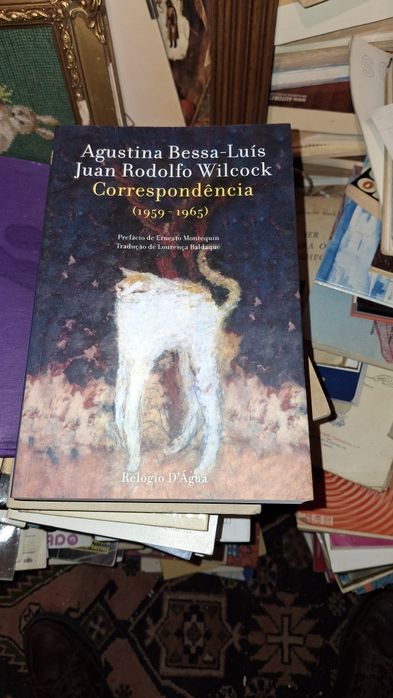 Agustina Bessa-Luís
Juan Rodolfo Wilcock
Correspondência
(1959 - 1965)
Prefácio de Ernesto Montequin
Tradução de Lourença Baldaque
Relógio D'Água